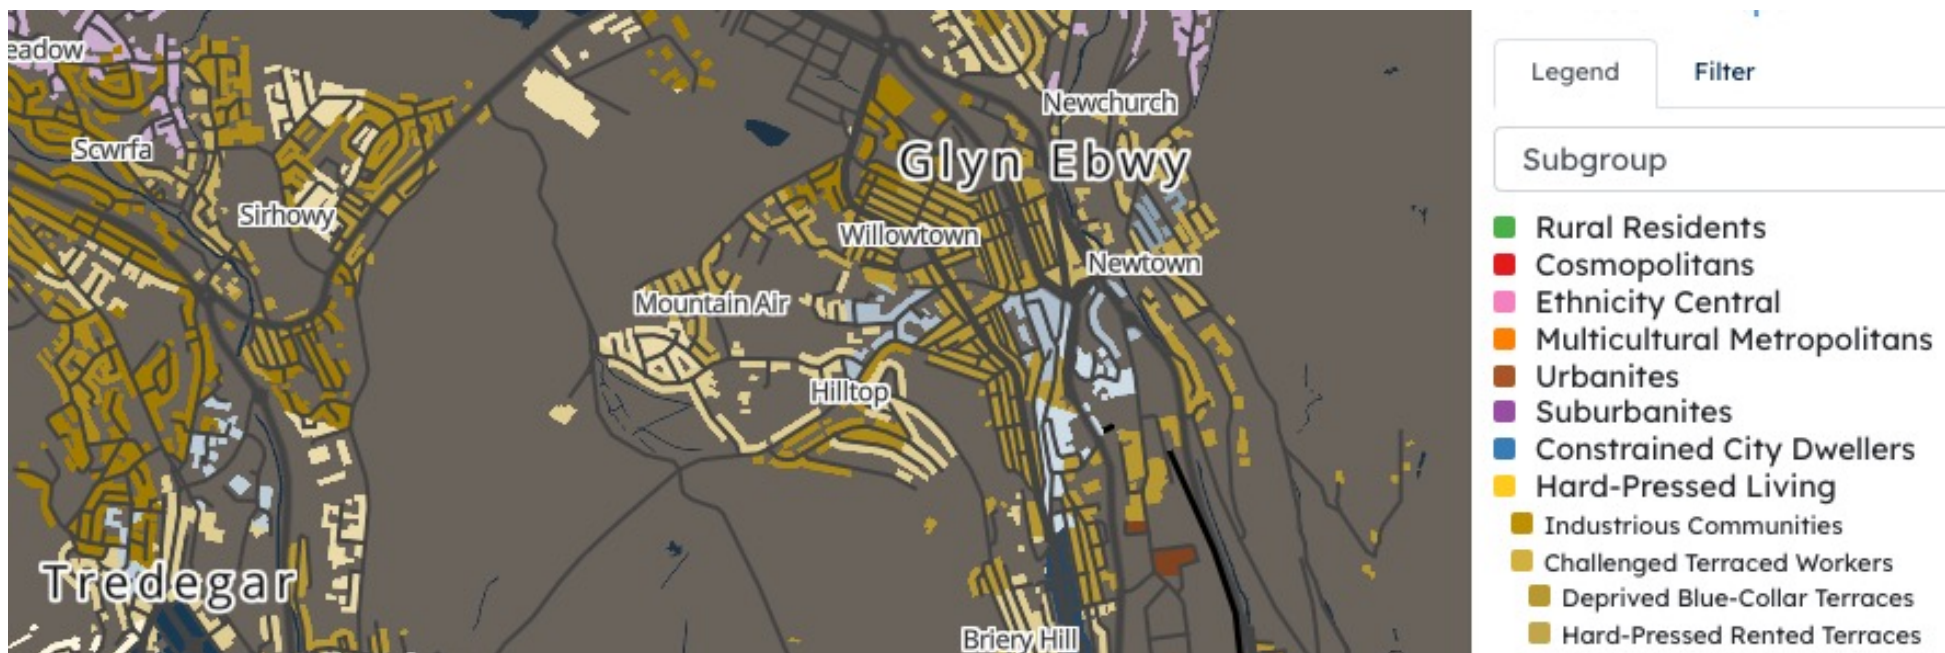 eadow
Scwrfa
Sirhowy
Newchurch
Glyn Ebwy
Willowtown
Newtown
Mountain Air
Hilltop
Tredegar
Briery Hill
Legend
Filter
Subgroup
Rural Residents
Cosmopolitans
Ethnicity Central
Multicultural Metropolitans
Urbanites
Suburbanites
Constrained City Dwellers
Hard-Pressed Living
Industrious Communities
Challenged Terraced Workers
Deprived Blue-Collar Terraces
Hard-Pressed Rented Terraces